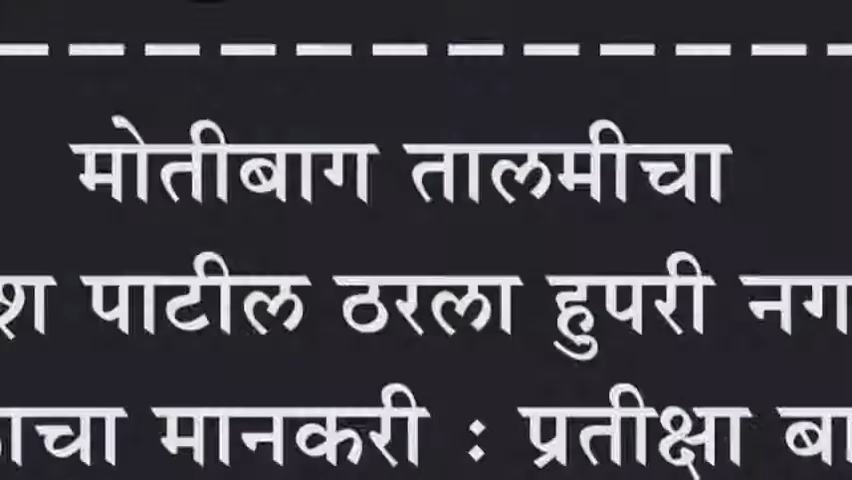 मोतीबाग तालमीचा
पाटील ठरला हुपरी
मानकरी : प्रतीक्षा